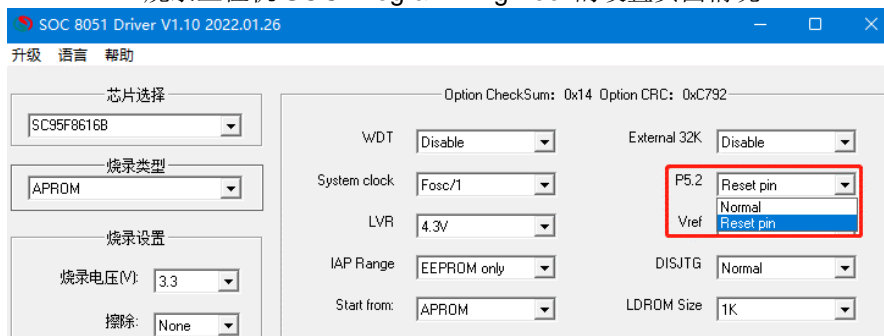 SOC 8051 Driver V1.10 2022.01.26
升级 语言 帮助
芯片选择
SC95F8616B
烧录类型
APROM
烧录设置
烧录电压(V): 3.3
擦除: None
Option CheckSum: 0x14 Option CRC: 0xC792
WDT Disable
External 32K Disable
System clock Fosc/1
P5.2 Reset pin
Normal
Reset pin
LVR 4.3V
Vref
IAP Range EEPROM only
DISJTG Normal
Start from: APROM
LDROM Size 1K